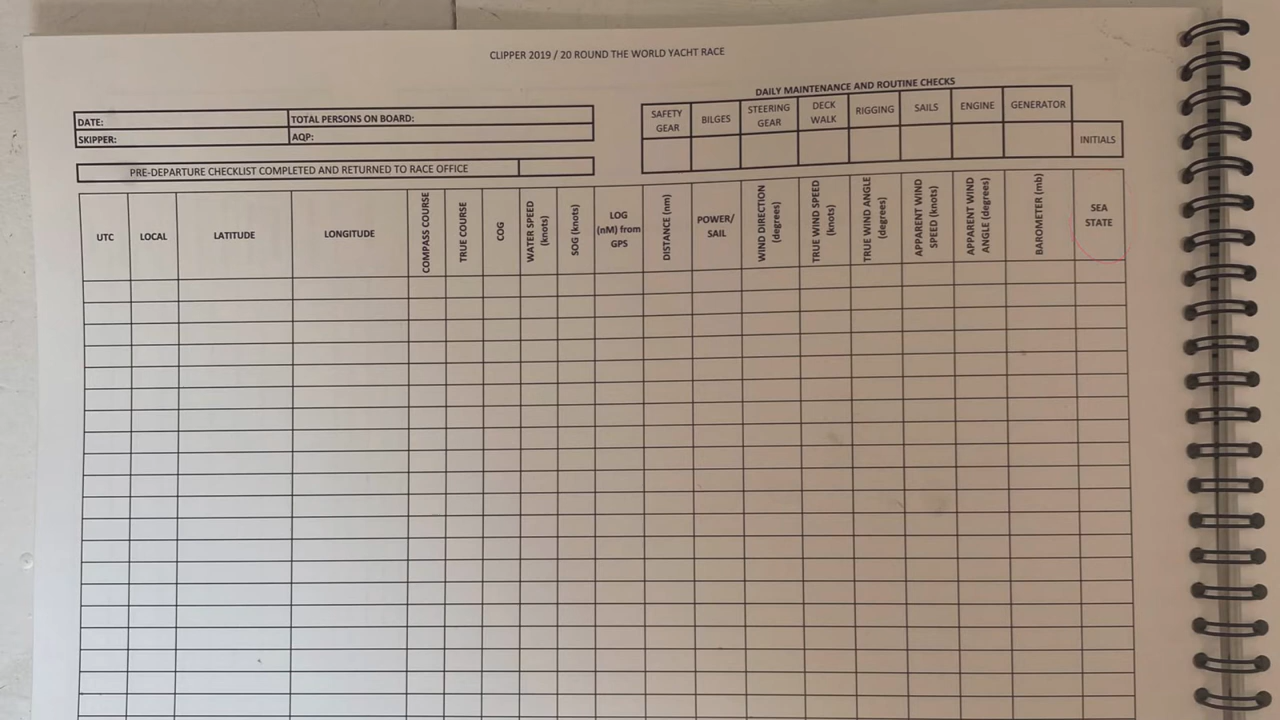 CLIPPER 2019 / 20 ROUND THE WORLD YACHT RACE
DAILY MAINTENANCE AND ROUTINE CHECKS
DATE:
TOTAL PERSONS ON BOARD:
SKIPPER:
AQP:
SAFETY
GEAR
BILGES
STEERING
GEAR
DECK
WALK
RIGGING
SAILS
ENGINE
GENERATOR
INITIALS
PRE-DEPARTURE CHECKLIST COMPLETED AND RETURNED TO RACE OFFICE
UTC
LOCAL
LATITUDE
LONGITUDE
COMPASS COURSE
TRUE COURSE
COG
WATER SPEED
(knots)
SOG (knots)
LOG
(nM) from
GPS
DISTANCE (nm)
POWER/
SAIL
WIND DIRECTION
(degrees)
TRUE WIND SPEED
(knots)
TRUE WIND ANGLE
(degrees)
APPARENT WIND
SPEED (knots)
APPARENT WIND
ANGLE (degrees)
BAROMETER (mb)
SEA
STATE